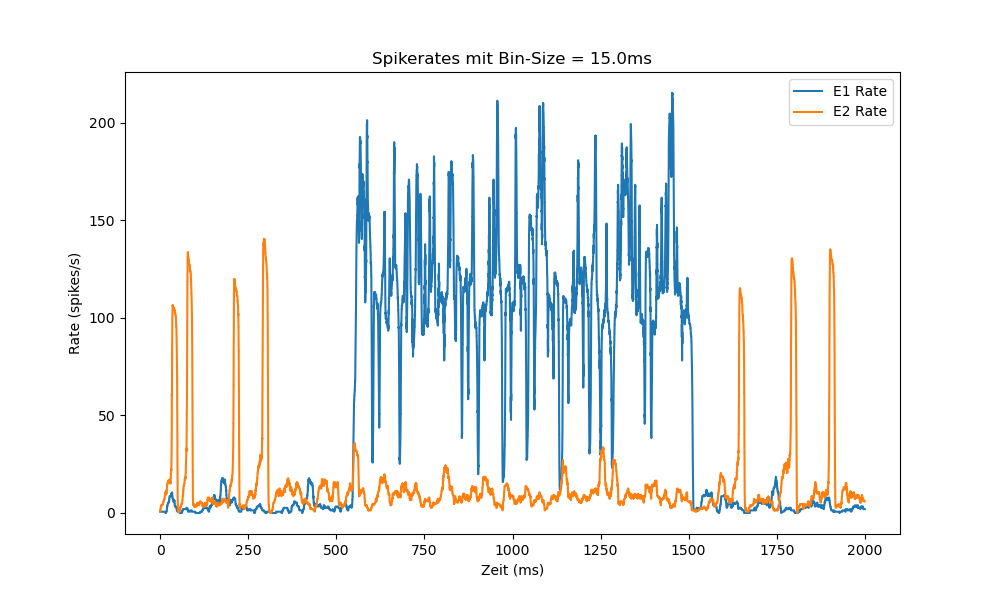 Spikerates mit Bin-Size = 15.0ms
E1 Rate
E2 Rate
Rate (spikes/s)
200
150
100
50
0
0 250 500 750 1000 1250 1500 1750 2000
Zeit (ms)